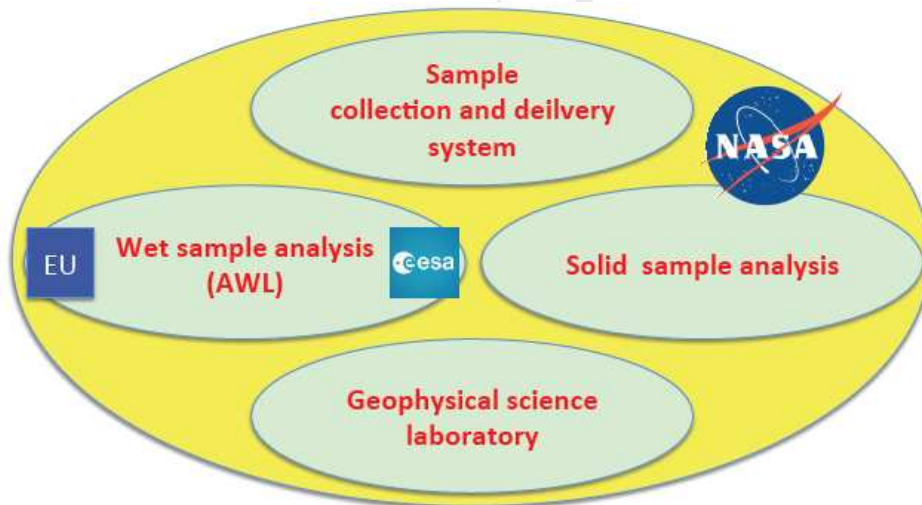 Sample
collection and deilvery
system
NASA
EU
Wet sample analysis
(AWL)
esa
Solid sample analysis
Geophysical science
laboratory